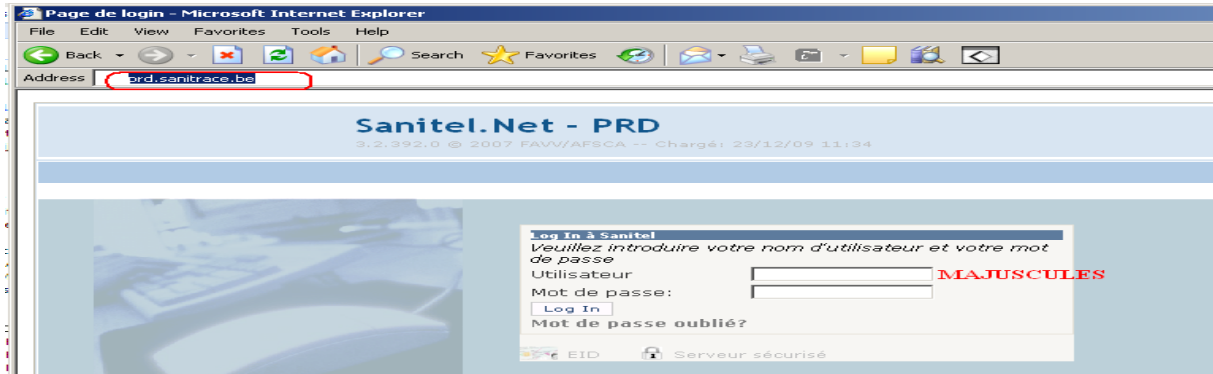 Page de login - Microsoft Internet Explorer
File Edit View Favorites Tools Help
Back Search Favorites
Address prd.sanitrace.be
Sanitel.Net - PRD
3.2.392.0 © 2007 FAVV/AFSCA -- Chargé: 23/12/09 11:34
Log In à Sanitel
Veuillez introduire votre nom d'utilisateur et votre mot
de passe
Utilisateur MAJUSCULES
Mot de passe:
Log In
Mot de passe oublié?
EID Serveur sécurisé